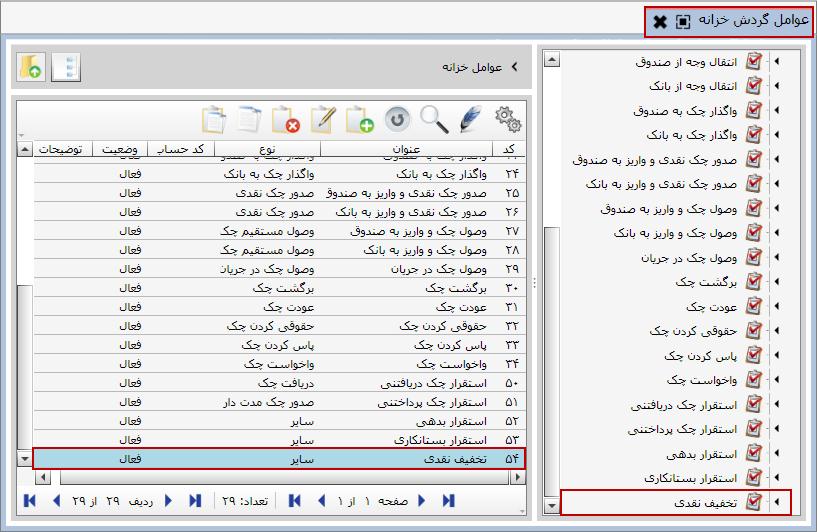 عوامل گردش خزانه
انتقال وجه از صندوق
انتقال وجه از بانک
واگذار چک به صندوق
واگذار چک به بانک
صدور چک نقدی و واریز به صندوق
صدور چک نقدی و واریز به بانک
وصول چک و واریز به صندوق
وصول چک و واریز به بانک
وصول چک در جریان
برگشت چک
عودت چک
حقوقی کردن چک
پاس کردن چک
واخواست چک
استقرار چک دریافتنی
استقرار چک پرداختنی
استقرار بدهی
استقرار بستانکاری
تخفیف نقدی
عوامل خزانه
کد عنوان نوع کد حساب وضعیت توضیحات
۲۴ واگذار چک به بانک واگذار چک به بانک فعال
۲۵ صدور چک نقدی و واریز به صندوق صدور چک نقدی فعال
۲۶ صدور چک نقدی و واریز به بانک صدور چک نقدی فعال
۲۷ وصول چک و واریز به صندوق وصول مستقیم چک فعال
۲۸ وصول چک و واریز به بانک وصول مستقیم چک فعال
۲۹ وصول چک در جریان وصول چک در جریان فعال
۳۰ برگشت چک برگشت چک فعال
۳۱ عودت چک عودت چک فعال
۳۲ حقوقی کردن چک حقوقی کردن چک فعال
۳۳ پاس کردن چک پاس کردن چک فعال
۳۴ واخواست چک واخواست چک فعال
۵۰ استقرار چک دریافتنی دریافت چک فعال
۵۱ استقرار چک پرداختنی صدور چک مدت دار فعال
۵۲ استقرار بدهی سایر فعال
۵۳ استقرار بستانکاری سایر فعال
۵۴ تخفیف نقدی سایر فعال
صفحه ۱ از ۱ تعداد: ۲۹ ردیف ۲۹ از ۲۹